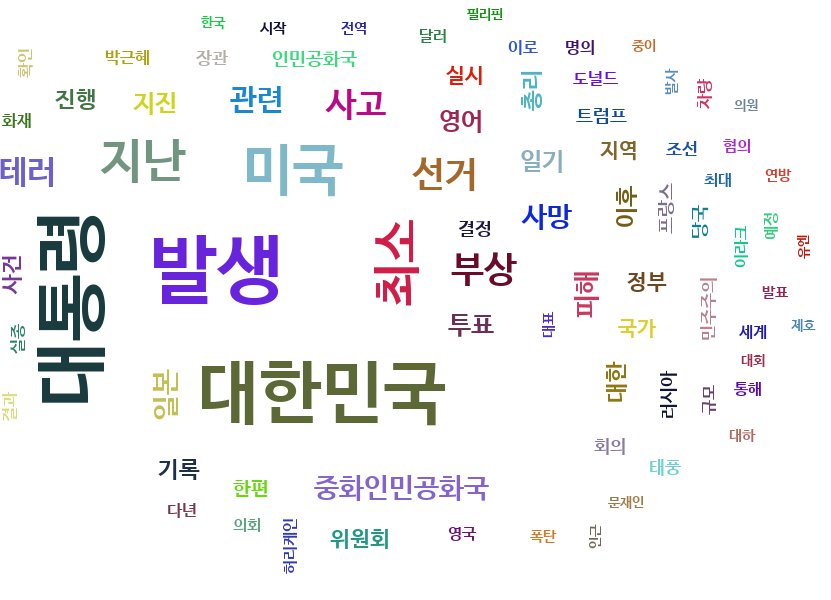 필리핀
한국
시작
전역
달러
이로
명의
중이
확인
박근혜
장관
인민공화국
실시
총리
도널드
발사
차량
의원
진행
지진
관련
사고
영어
트럼프
화재
테러
지난
미국
선거
일기
지역
조선
혐의
최대
연방
대통령
발생
최소
결정
사망
이후
프랑스
당국
이라크
예정
유엔
사건
부상
피해
정부
민주주의
발표
실종
투표
대표
국가
세계
제호
결과
일본
대한민국
대한
러시아
규모
대회
통해
대하
기록
한편
중화인민공화국
회의
태풍
다년
의회
허리케인
위원회
영국
폭탄
인근
문재인